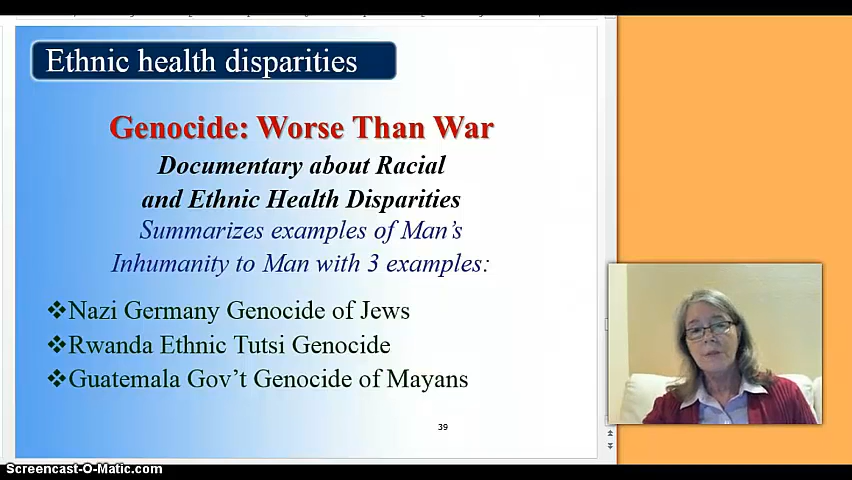 Ethnic health disparities
Genocide: Worse Than War
Documentary about Racial
and Ethnic Health Disparities
Summarizes examples of Man's
Inhumanity to Man with 3 examples:
❖Nazi Germany Genocide of Jews
❖Rwanda Ethnic Tutsi Genocide
❖Guatemala Gov't Genocide of Mayans
39
Screencast-O-Matic.com